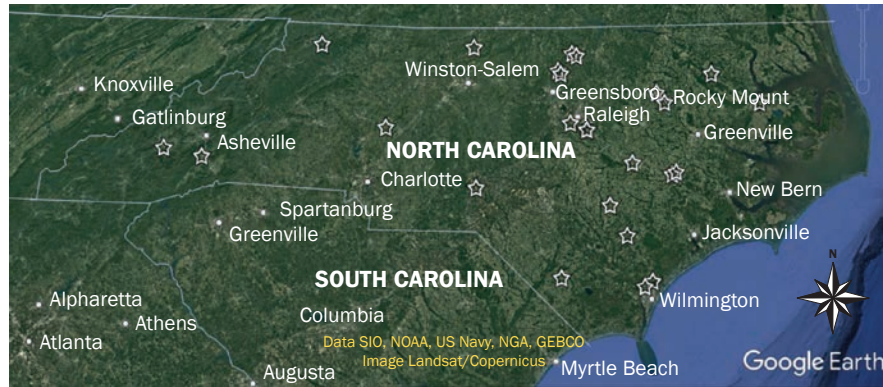 N
Winston-Salem
Knoxville
Greensboro
Rocky Mount
Gatlinburg
Raleigh
Asheville
Greenville
NORTH CAROLINA
Charlotte
New Bern
Spartanburg
Greenville
Jacksonville
SOUTH CAROLINA
Alpharetta
Wilmington
Columbia
Athens
Atlanta
Data SIO, NOAA, US Navy, NGA, GEBCO
Image Landsat/Copernicus
Myrtle Beach
Google Earth
Augusta